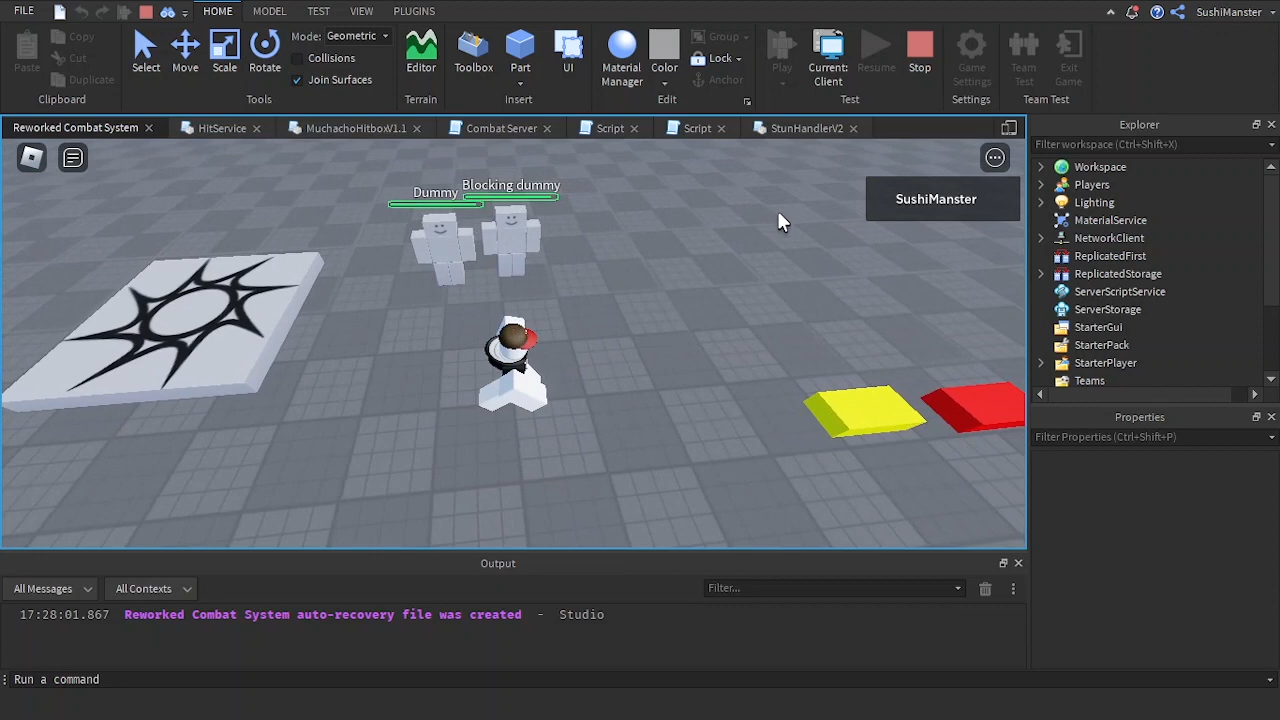 FILE HOME MODEL TEST VIEW PLUGINS SushiManster
Paste Copy Cut Duplicate Clipboard
Select Move Scale Rotate Mode: Geometric Collisions Join Surfaces Tools
Editor Terrain
Toolbox Part UI Insert
Material Manager Color Group Lock Anchor Edit
Play Current: Client Resume Stop Test
Game Settings Settings
Team Test Exit Game Team Test
Reworked Combat System HitService MuchachoHitboxV1.1 Combat Server Script Script StunHandlerV2
Dummy Blocking dummy
SushiManster
Explorer
Filter workspace (Ctrl+Shift+X)
Workspace
Players
Lighting
MaterialService
NetworkClient
ReplicatedFirst
ReplicatedStorage
ServerScriptService
ServerStorage
StarterGui
StarterPack
StarterPlayer
Teams
Properties
Filter Properties (Ctrl+Shift+P)
Output
All Messages All Contexts Filter...
17:28:01.867 Reworked Combat System auto-recovery file was created - Studio
Run a command